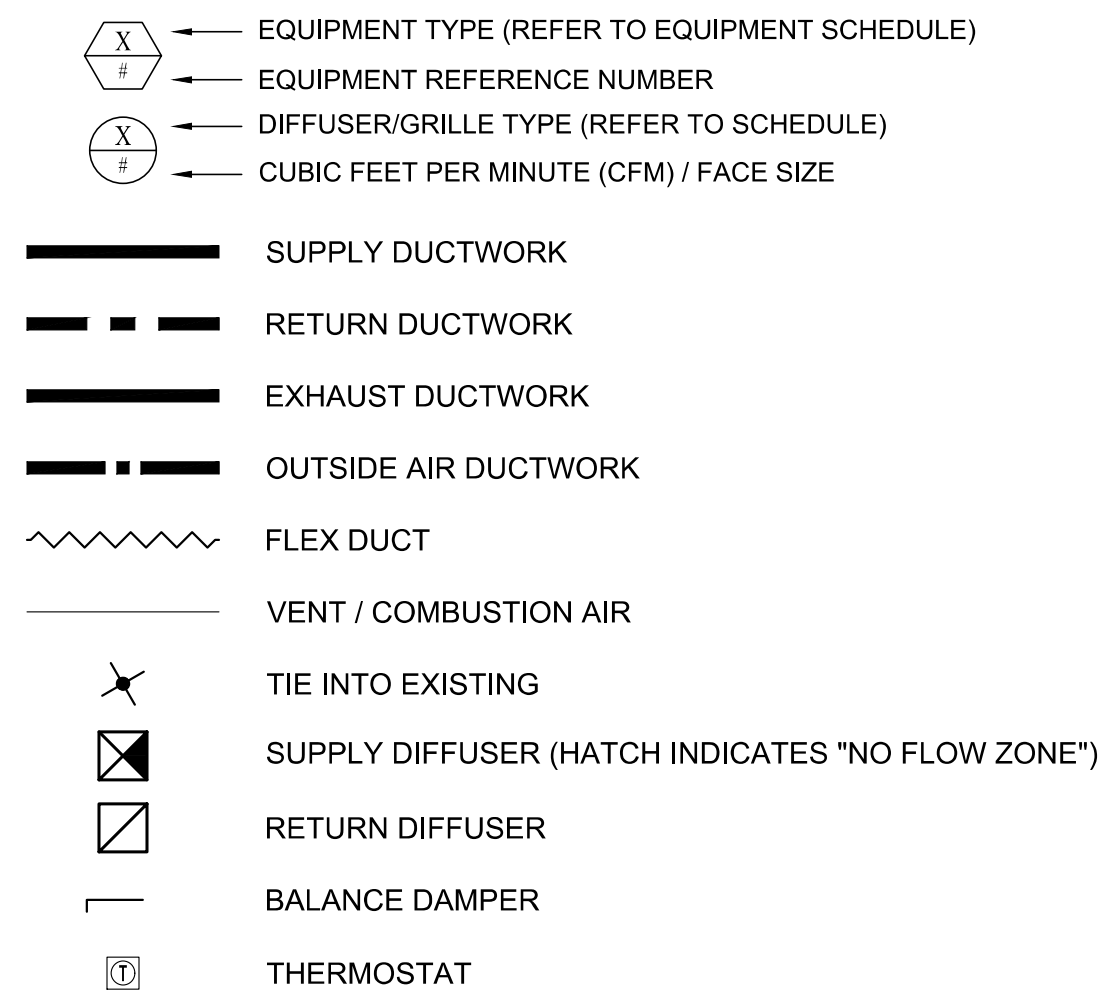 X EQUIPMENT TYPE (REFER TO EQUIPMENT SCHEDULE)
# EQUIPMENT REFERENCE NUMBER
X DIFFUSER/GRILLE TYPE (REFER TO SCHEDULE)
# CUBIC FEET PER MINUTE (CFM) / FACE SIZE
SUPPLY DUCTWORK
RETURN DUCTWORK
EXHAUST DUCTWORK
OUTSIDE AIR DUCTWORK
FLEX DUCT
VENT / COMBUSTION AIR
TIE INTO EXISTING
SUPPLY DIFFUSER (HATCH INDICATES "NO FLOW ZONE")
RETURN DIFFUSER
BALANCE DAMPER
T THERMOSTAT